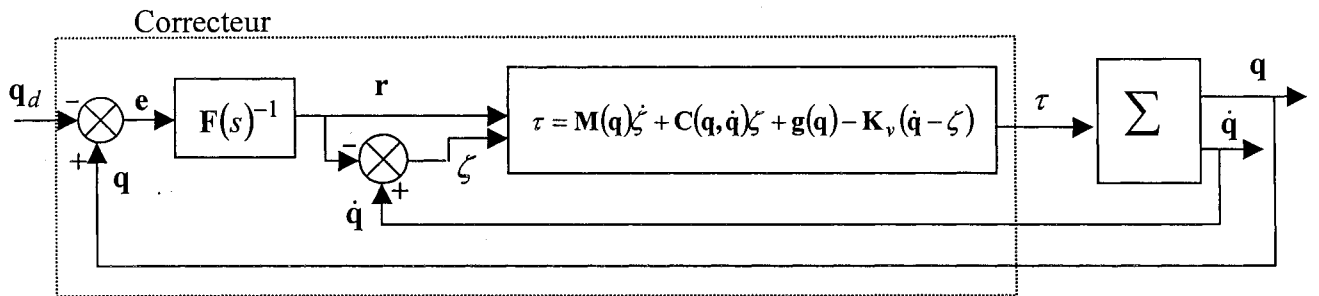 Correcteur
q_d
-
e
F(s)^{-1}
r
τ = M(q)ζ̇ + C(q,q̇)ζ + g(q) − K_v(q̇ − ζ)
τ
∑
q
q̇
+
q
-
ζ
+
q̇